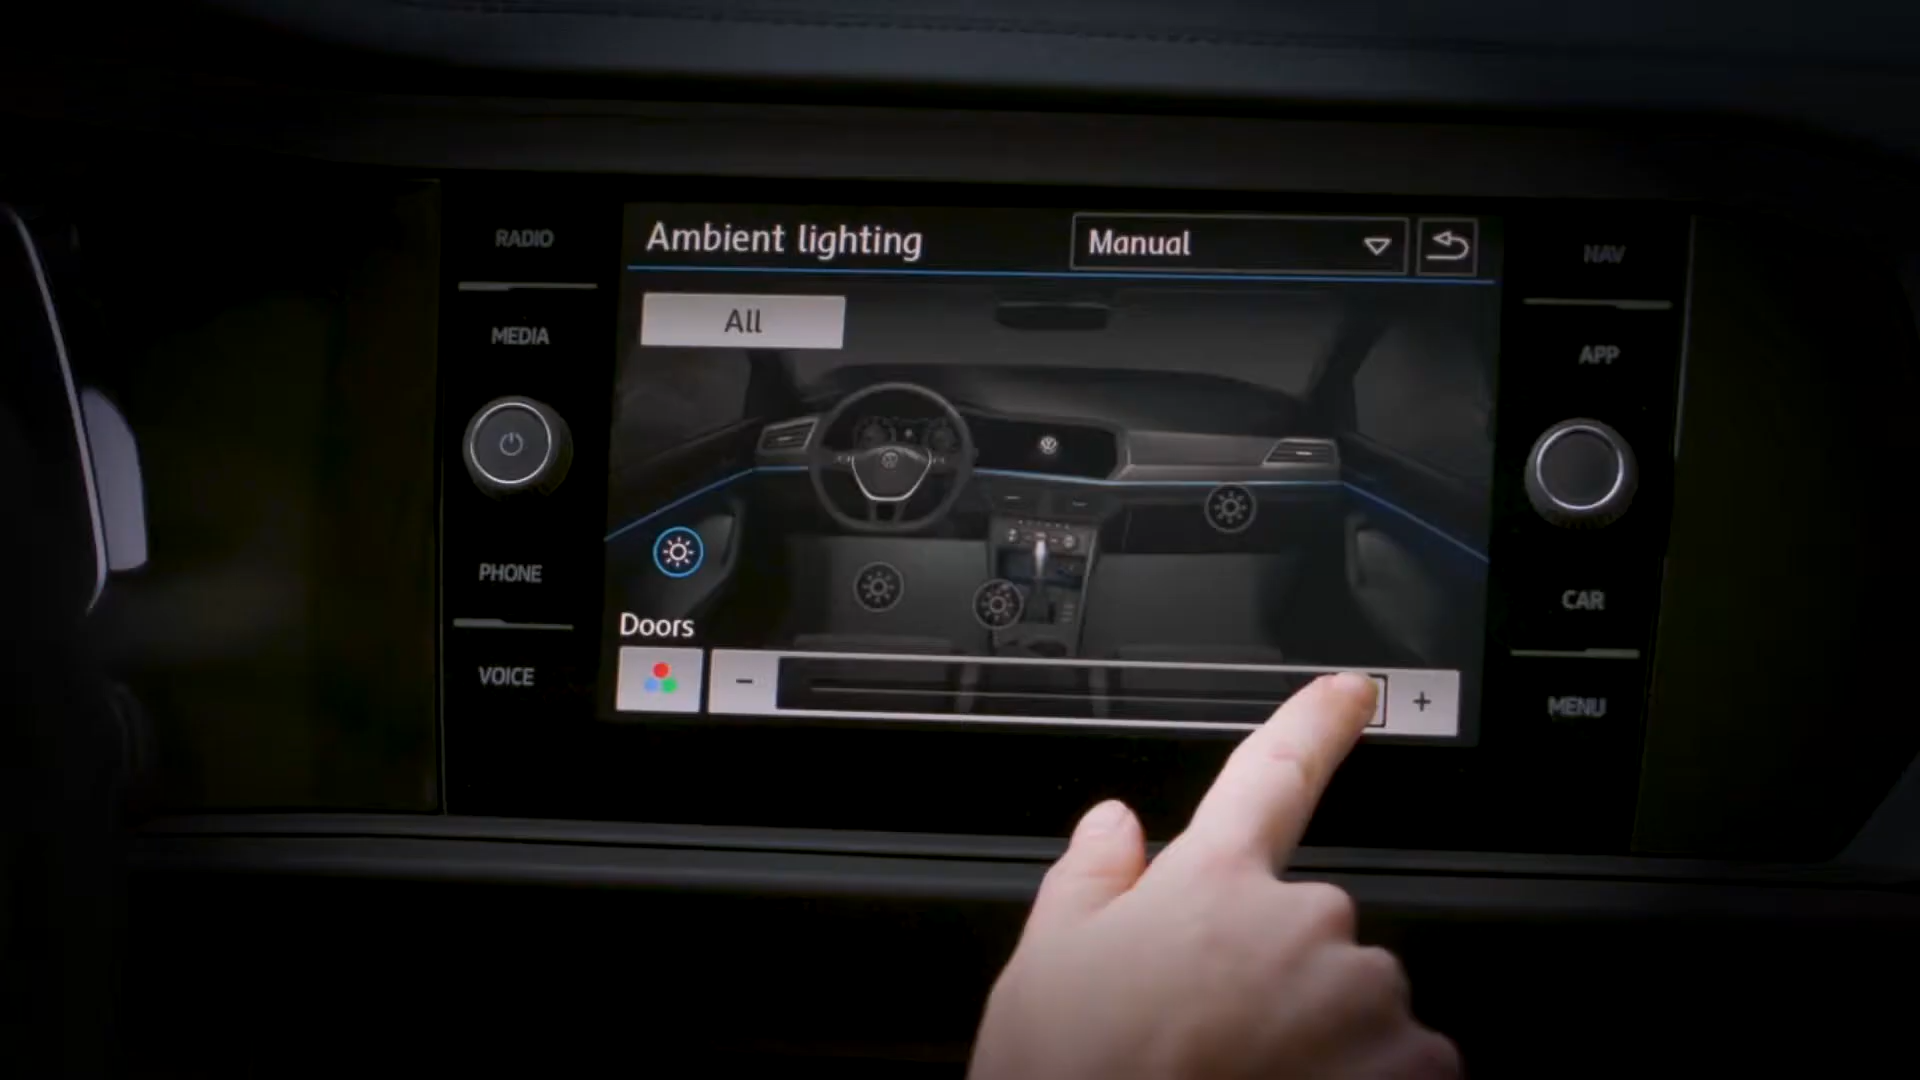 RADIO
MEDIA
PHONE
VOICE
Ambient lighting
Manual
All
Doors
-
+
NAV
APP
CAR
MENU